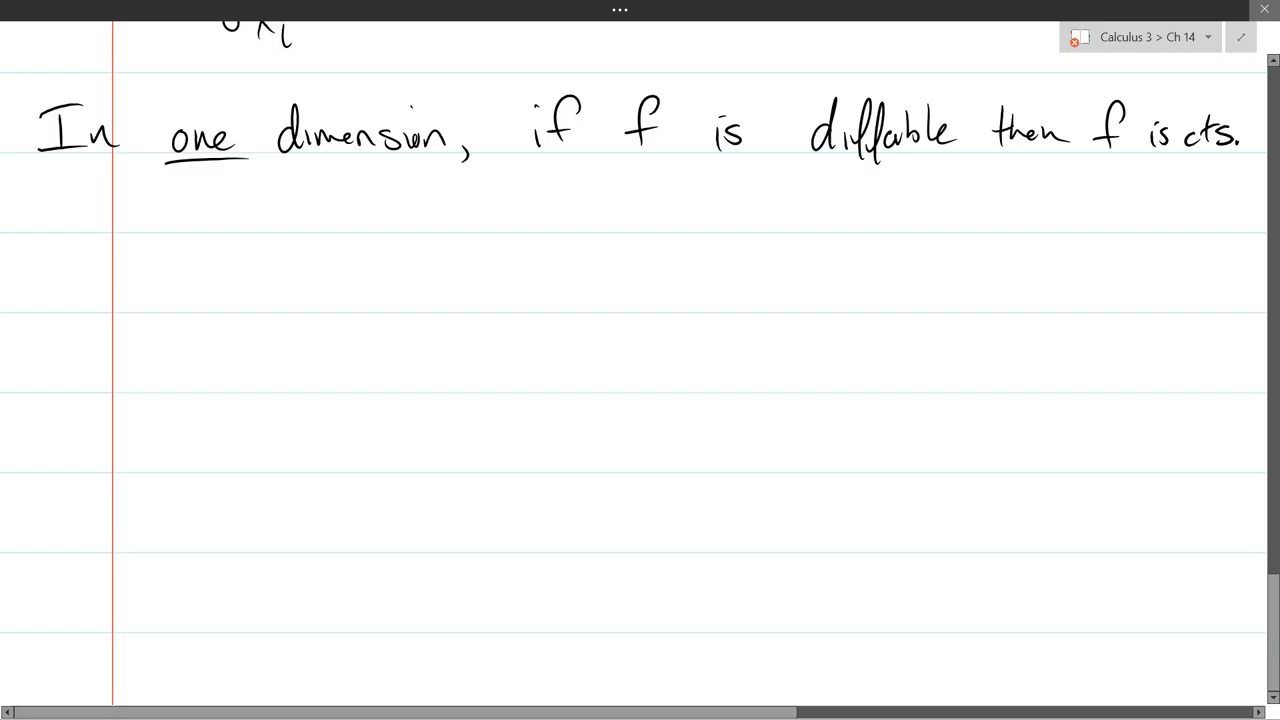 Calculus 3 > Ch 14
In one dimension, if f is diffable then f is cts.